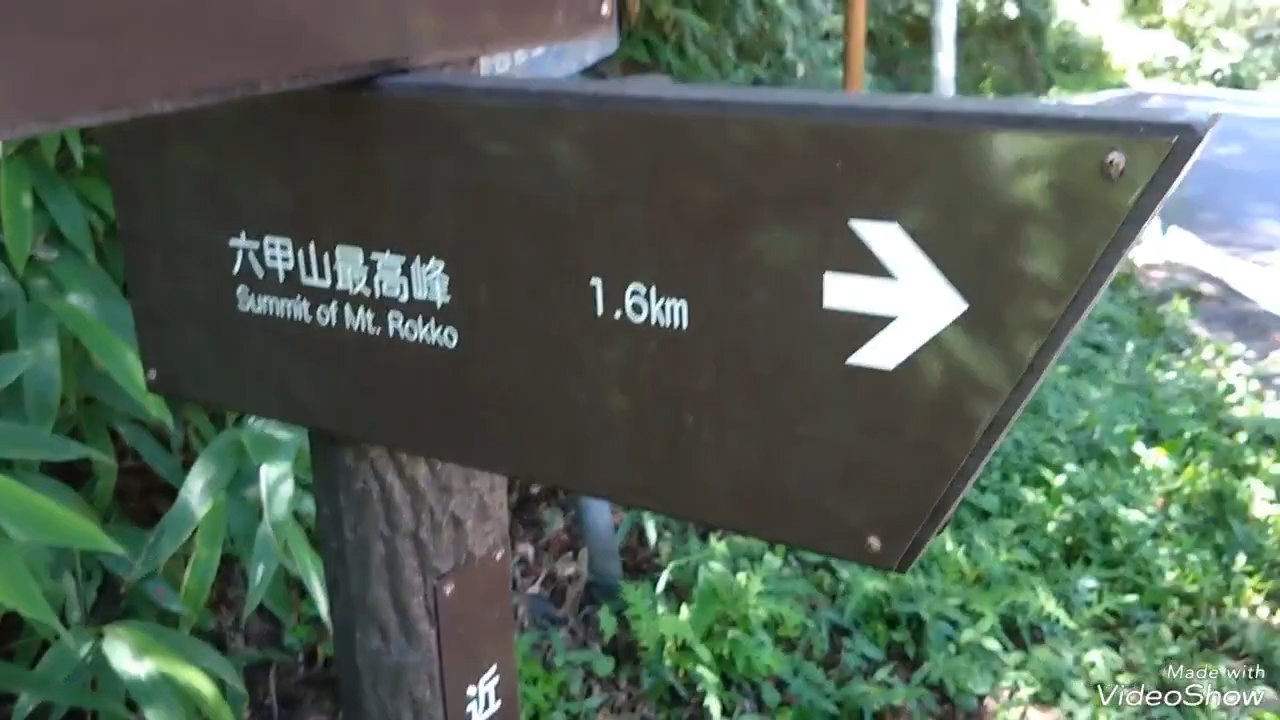 六甲山最高峰
Summit of Mt. Rokko
1.6km
近
Made with
VideoShow